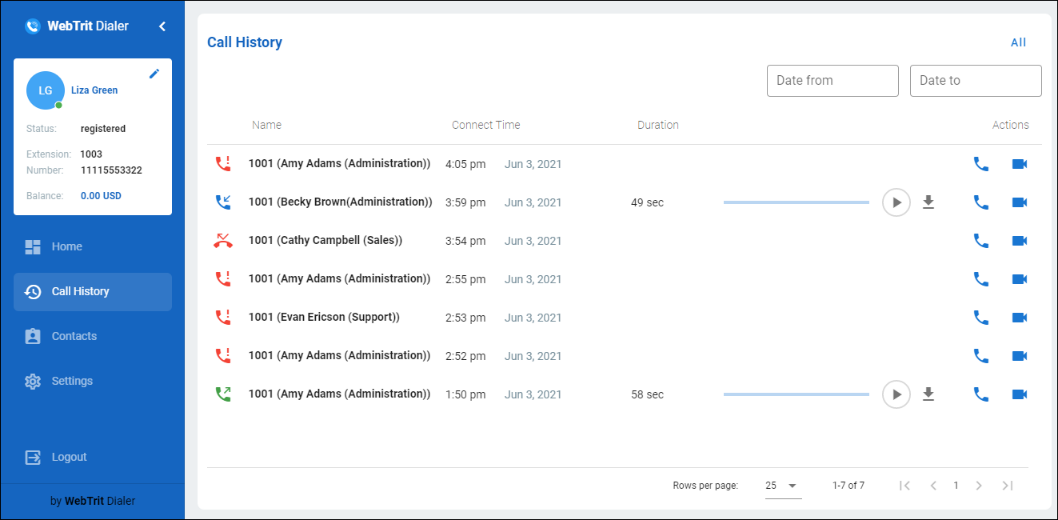 WebTrit Dialer
LG
Liza Green
Status: registered
Extension: 1003
Number: 11115553322
Balance: 0.00 USD
Home
Call History
Contacts
Settings
Logout
by WebTrit Dialer
Call History All
Date from Date to
Name Connect Time Duration Actions
1001 (Amy Adams (Administration)) 4:05 pm Jun 3, 2021
1001 (Becky Brown(Administration)) 3:59 pm Jun 3, 2021 49 sec
1001 (Cathy Campbell (Sales)) 3:54 pm Jun 3, 2021
1001 (Amy Adams (Administration)) 2:55 pm Jun 3, 2021
1001 (Evan Ericson (Support)) 2:53 pm Jun 3, 2021
1001 (Amy Adams (Administration)) 2:52 pm Jun 3, 2021
1001 (Amy Adams (Administration)) 1:50 pm Jun 3, 2021 58 sec
Rows per page: 25 1-7 of 7 1